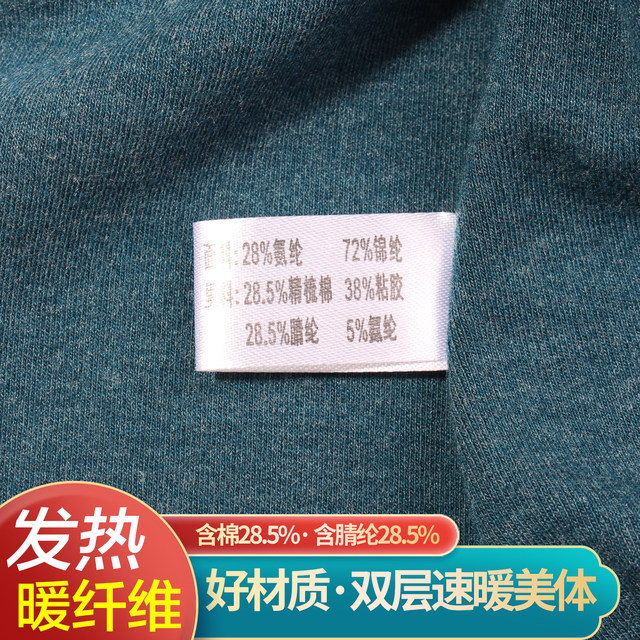 料:28%氨纶 72%锦纶
料:28.5%精梳棉 38%粘胶
28.5%腈纶 5%氨纶
发热
暖纤维
含棉28.5%·含腈纶28.5%
好材质·双层速暖美体